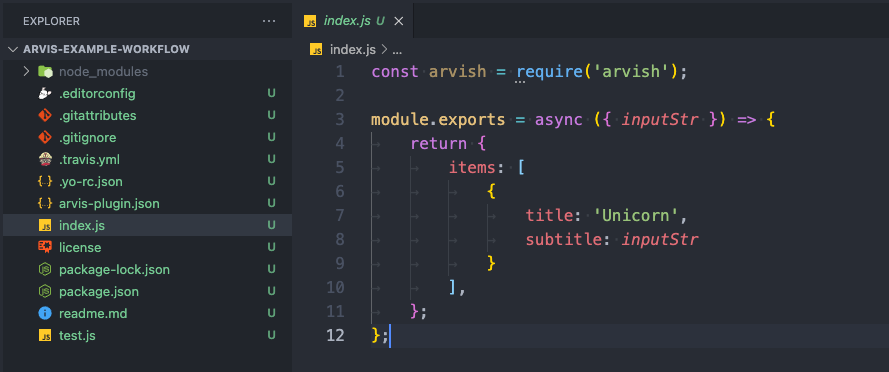 EXPLORER
ARVIS-EXAMPLE-WORKFLOW
node_modules
.editorconfig U
.gitattributes U
.gitignore U
.travis.yml U
.yo-rc.json U
arvis-plugin.json U
index.js U
license U
package-lock.json U
package.json U
readme.md U
test.js U
JS index.js U ×
JS index.js > ...
1 const arvish = require('arvish');
2
3 module.exports = async ({ inputStr }) => {
4 return {
5 items: [
6 {
7 title: 'Unicorn',
8 subtitle: inputStr
9 }
10 ],
11 };
12 };